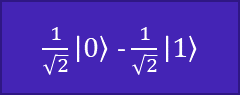 1/√2 |0⟩ - 1/√2 |1⟩